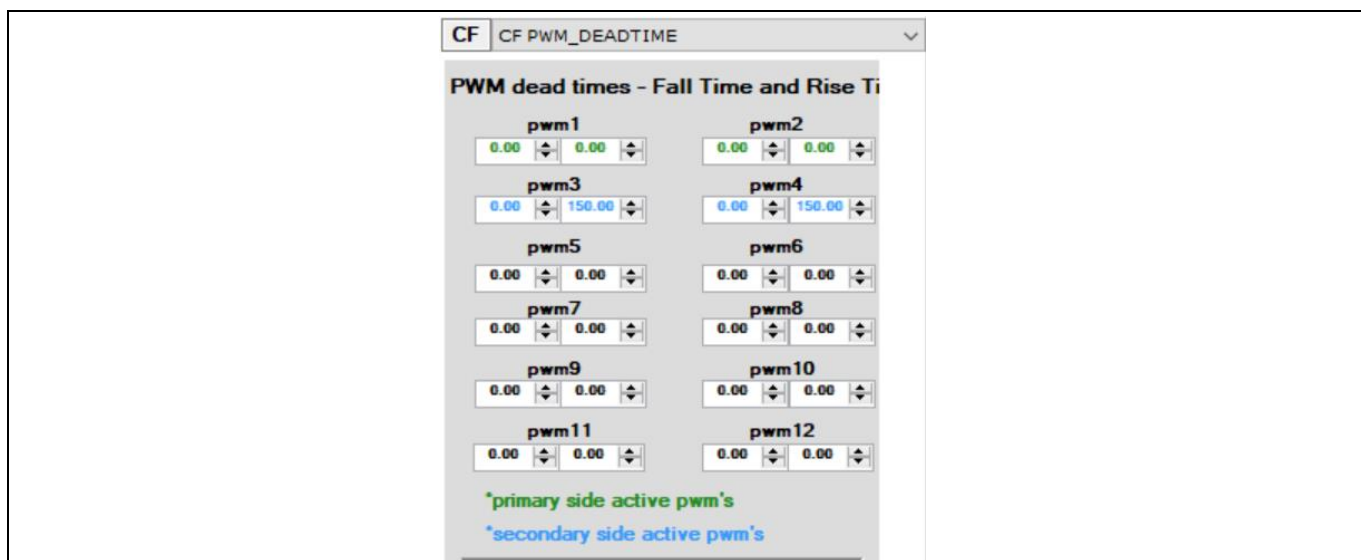 CF CF PWM_DEADTIME
PWM dead times - Fall Time and Rise Ti
pwm1 pwm2
0.00 0.00 0.00 0.00
pwm3 pwm4
0.00 150.00 0.00 150.00
pwm5 pwm6
0.00 0.00 0.00 0.00
pwm7 pwm8
0.00 0.00 0.00 0.00
pwm9 pwm10
0.00 0.00 0.00 0.00
pwm11 pwm12
0.00 0.00 0.00 0.00
*primary side active pwm's
*secondary side active pwm's